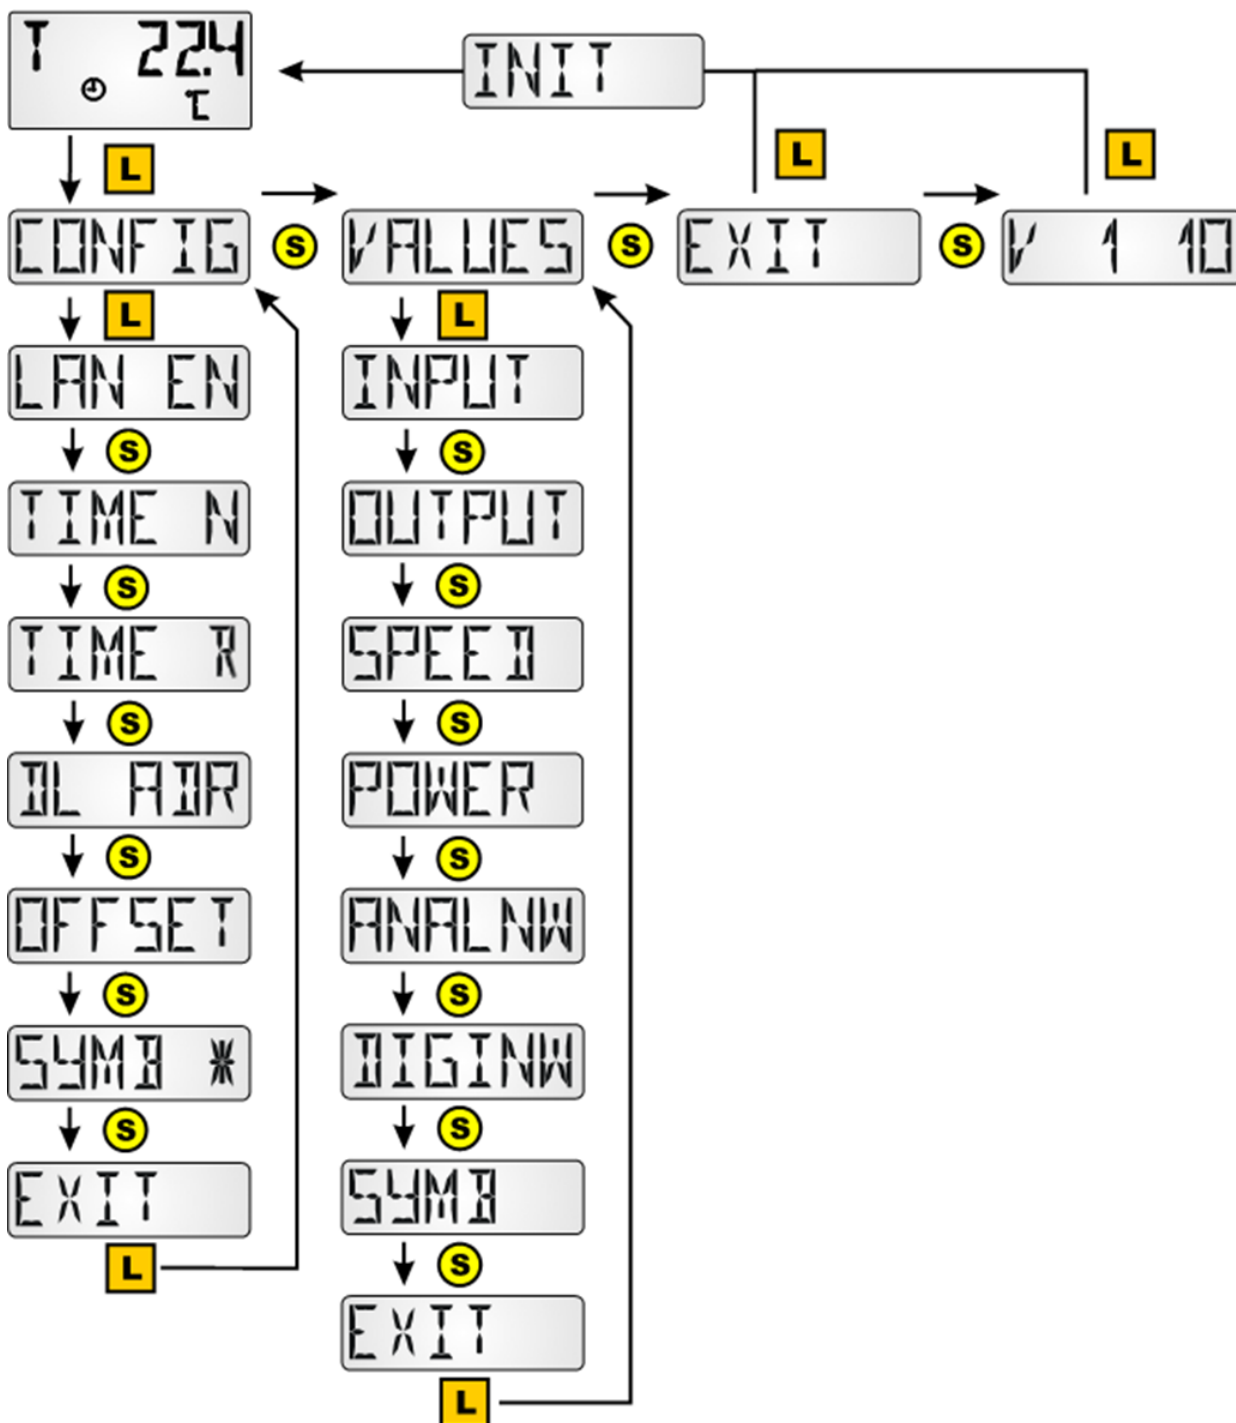 T 22.4
°C
INIT
L
L
L
CONFIG S VALUES S EXIT S V 1 10
L
L
LAN EN
INPUT
S
S
TIME N
OUTPUT
S
S
TIME R
SPEED
S
S
DL ADR
POWER
S
S
OFFSET
ANALNW
S
S
SYMB *
DIGINW
S
S
EXIT
SYMB
L
S
EXIT
L